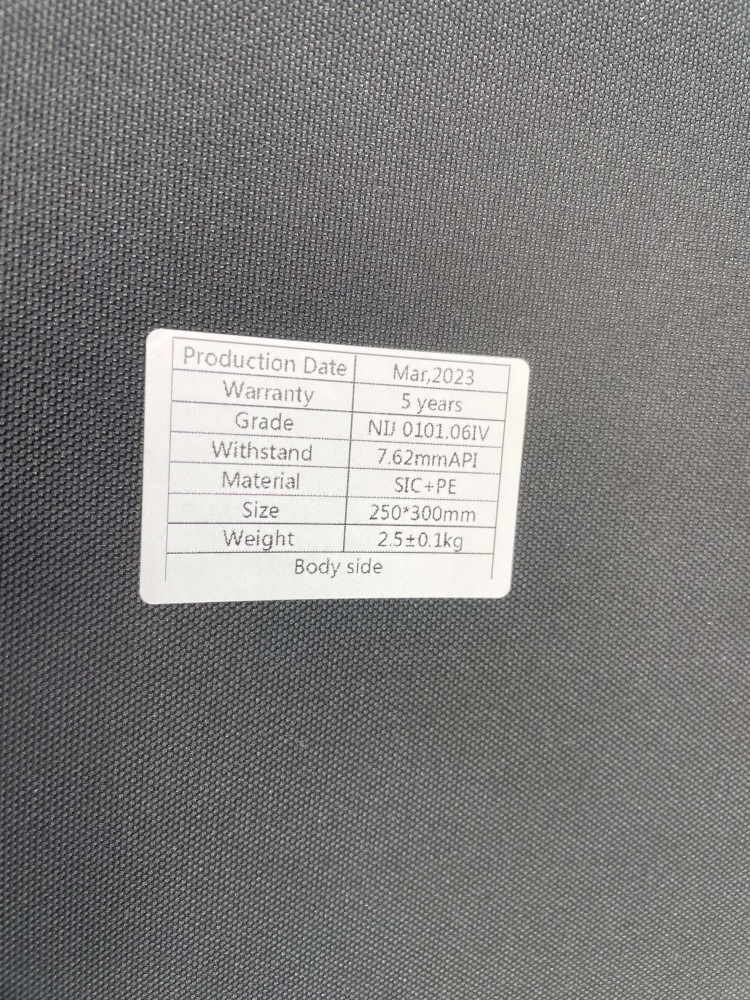 Production Date Mar,2023
Warranty 5 years
Grade NIJ 0101.06IV
Withstand 7.62mmAPI
Material SIC+PE
Size 250*300mm
Weight 2.5±0.1kg
Body side